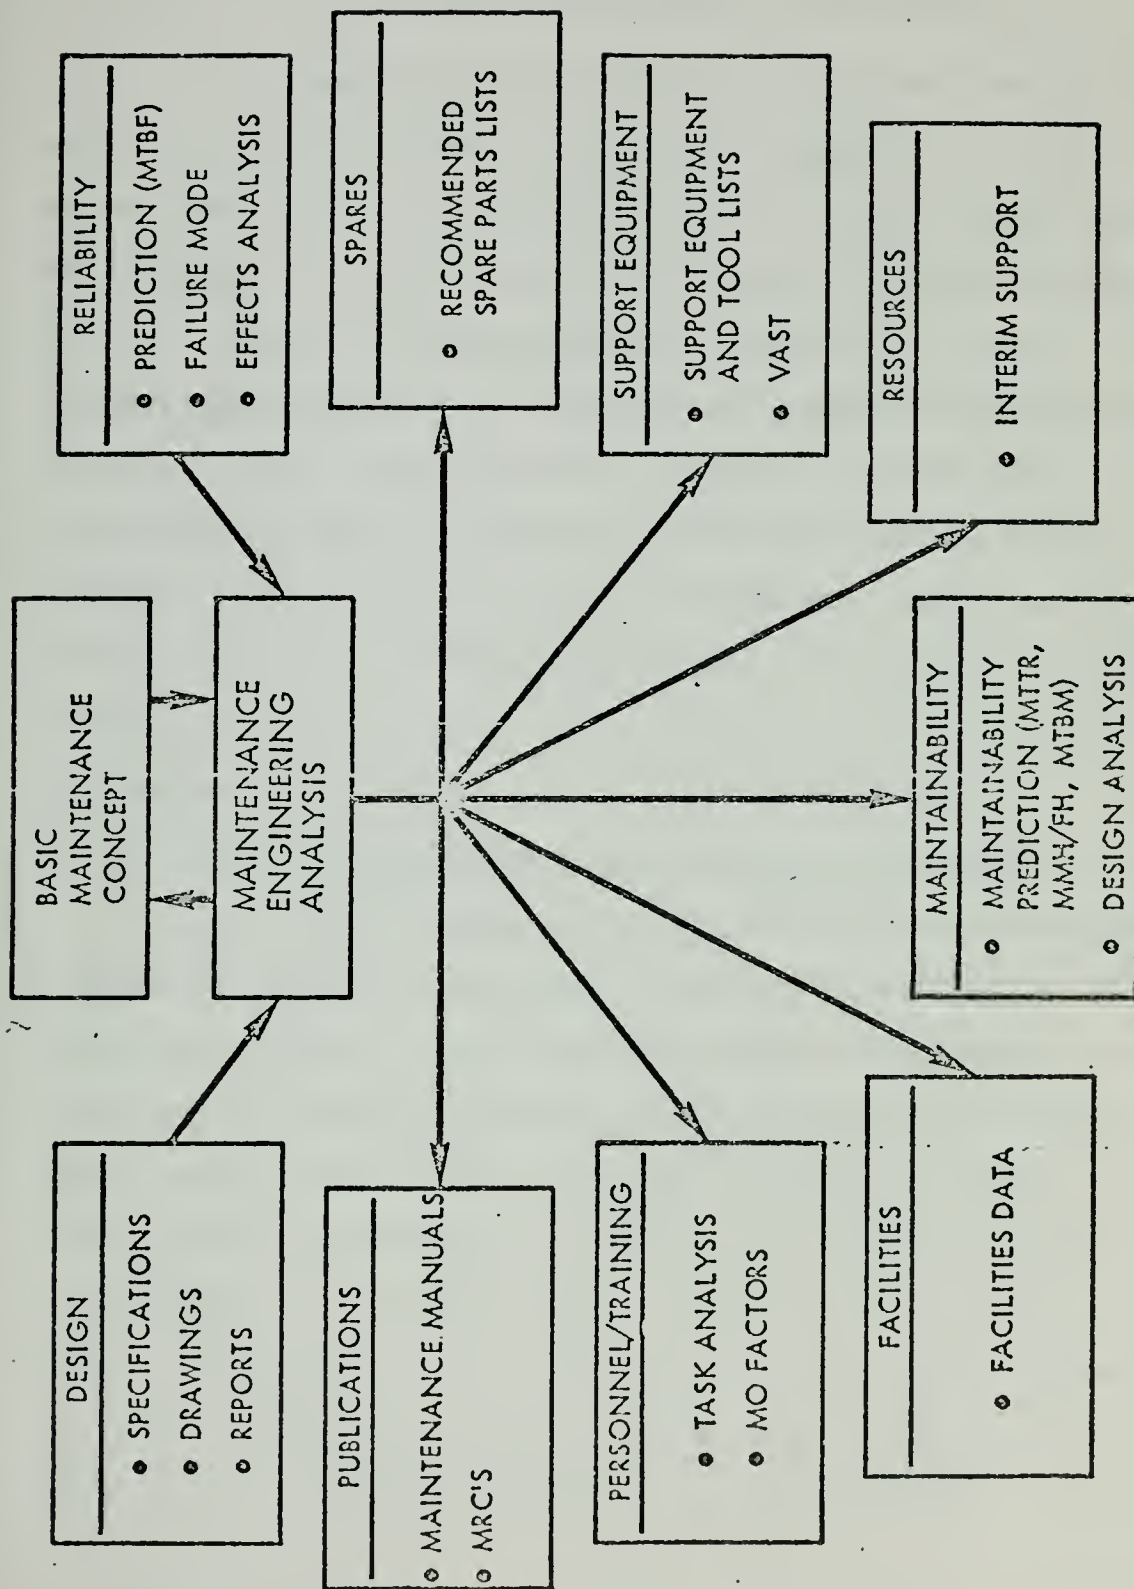 BASIC
MAINTENANCE
CONCEPT
DESIGN
• SPECIFICATIONS
• DRAWINGS
• REPORTS
MAINTENANCE
ENGINEERING
ANALYSIS
RELIABILITY
• PREDICTION (MTBF)
• FAILURE MODE
• EFFECTS ANALYSIS
PUBLICATIONS
• MAINTENANCE MANUALS
• MRC'S
SPARES
• RECOMMENDED
SPARE PARTS LISTS
PERSONNEL/TRAINING
• TASK ANALYSIS
• MO FACTORS
SUPPORT EQUIPMENT
• SUPPORT EQUIPMENT
AND TOOL LISTS
• VAST
FACILITIES
• FACILITIES DATA
MAINTAINABILITY
• MAINTAINABILITY
PREDICTION (MTTR,
MMH/FH, MTBM)
• DESIGN ANALYSIS
RESOURCES
• INTERIM SUPPORT